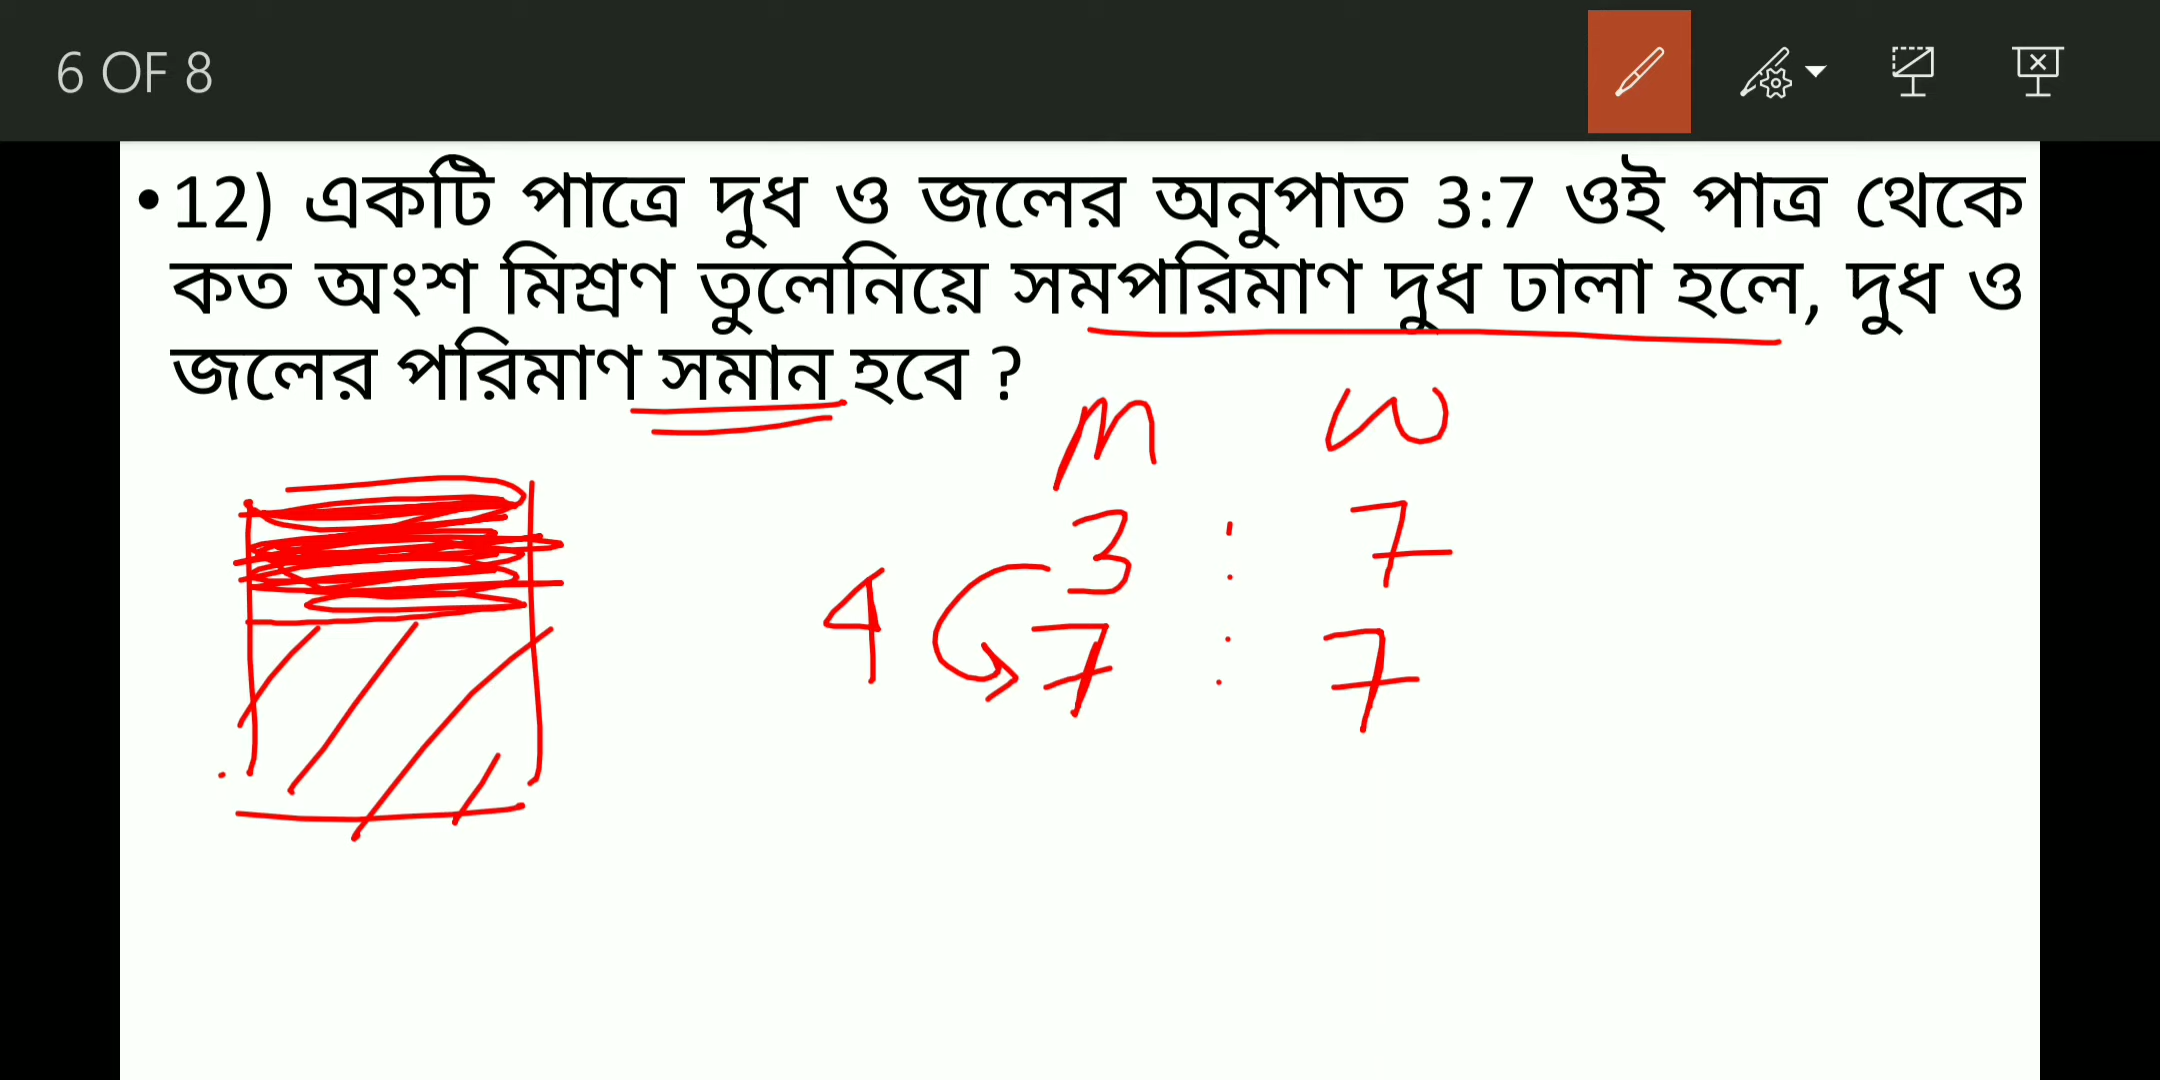 6 OF 8
•12) একটি পাত্রে দুধ ও জলের অনুপাত 3:7 ওই পাত্র থেকে
কত অংশ মিশ্রণ তুলেনিয়ে সমপরিমাণ দুধ ঢালা হলে, দুধ ও
জলের পরিমাণ সমান হবে ?
M W
3 : 7
4 7 : 7